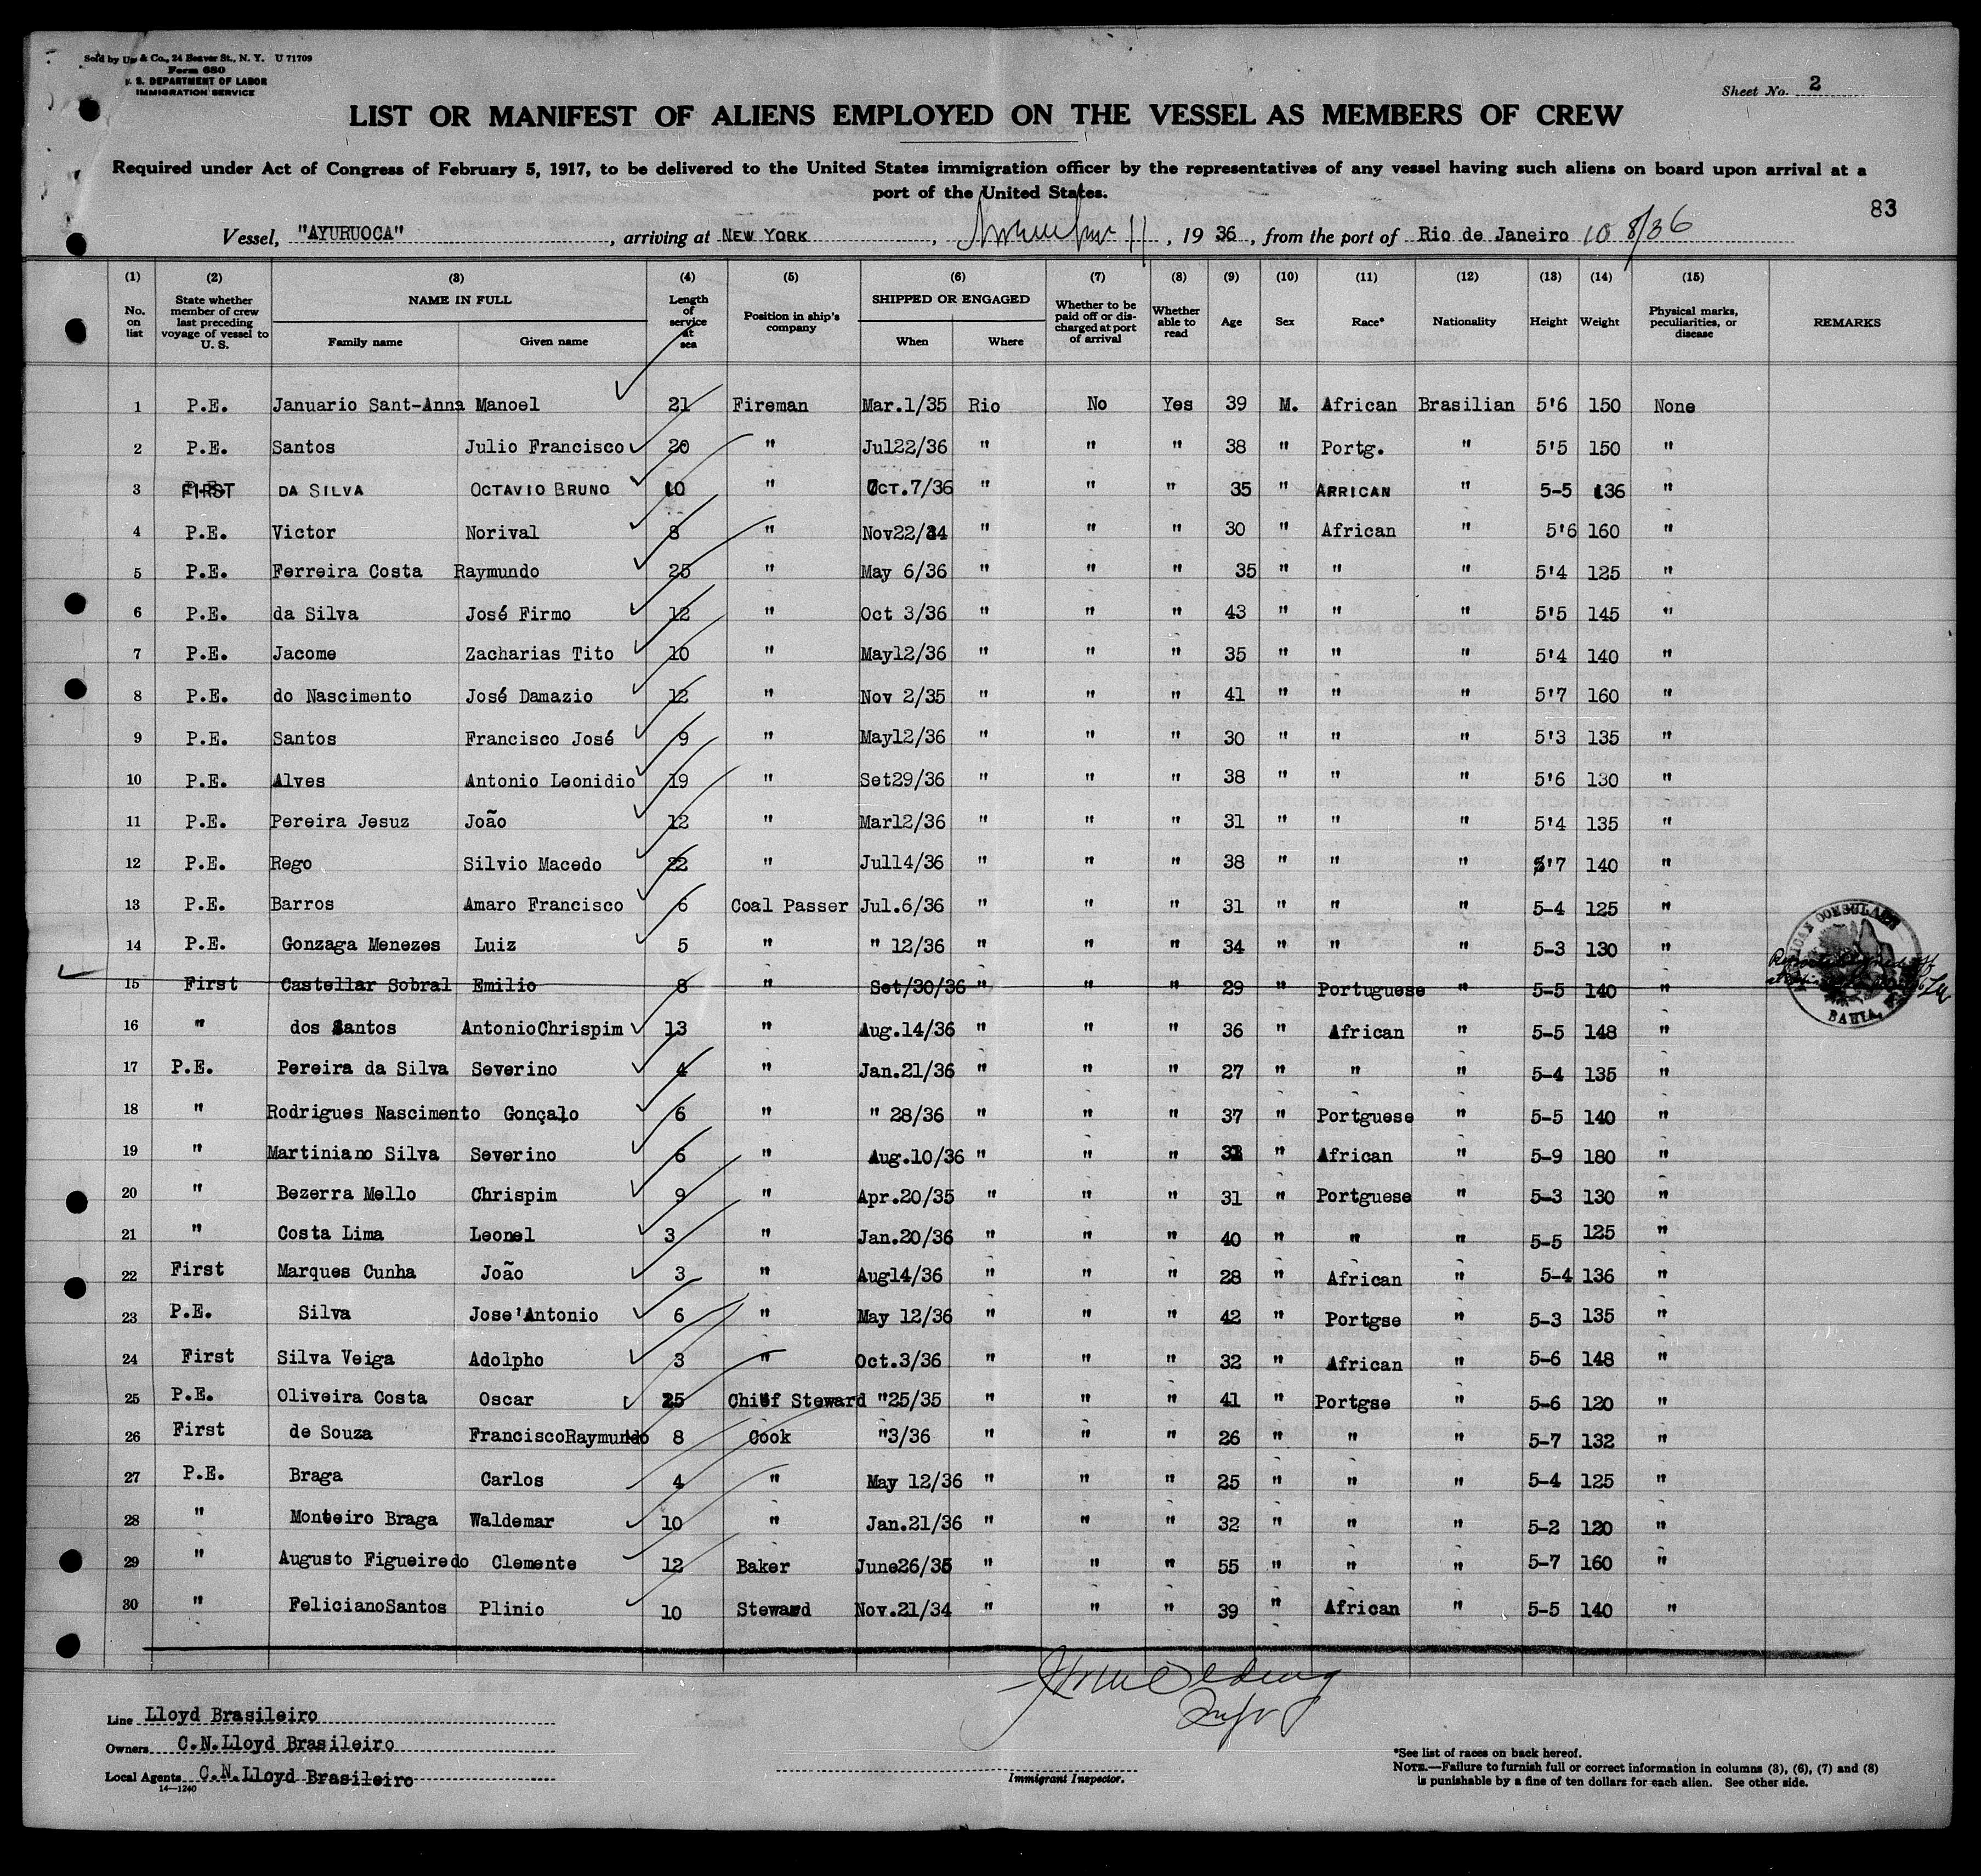 Sold by Uz & Co., 24 Beaver St., N. Y. U 71709
Form 680
U. S. DEPARTMENT OF LABOR
IMMIGRATION SERVICE
Sheet No. 2
LIST OR MANIFEST OF ALIENS EMPLOYED ON THE VESSEL AS MEMBERS OF CREW
Required under Act of Congress of February 5, 1917, to be delivered to the United States immigration officer by the representatives of any vessel having such aliens on board upon arrival at a
port of the United States.
83
Vessel, "AYURUOCA", arriving at NEW YORK, November 11, 19 36, from the port of Rio de Janeiro 10 8/36
(1) (2) (3) (4) (5) (6) (7) (8) (9) (10) (11) (12) (13) (14) (15)
No. on list State whether member of crew last preceding voyage of vessel to U. S. NAME IN FULL Family name Given name Length of service at sea Position in ship's company SHIPPED OR ENGAGED When Where Whether to be paid off or discharged at port of arrival Whether able to read Age Sex Race* Nationality Height Weight Physical marks, peculiarities, or disease REMARKS
1 P.E. Januario Sant-Anna Manoel 21 Fireman Mar.1/35 Rio No Yes 39 M. African Brasilian 5'6 150 None
2 P.E. Santos Julio Francisco 20 " Jul22/36 " " " 38 " Portg. " 5'5 150 "
3 FIRST DA SILVA OCTAVIO BRUNO 10 " OCT.7/36 " " " 35 " ARRICAN " 5-5 136 "
4 P.E. Victor Norival 8 " Nov22/34 " " " 30 " African " 5'6 160 "
5 P.E. Ferreira Costa Raymundo 25 " May 6/36 " " " 35 " " " 5'4 125 "
6 P.E. da Silva José Firmo 12 " Oct 3/36 " " " 43 " " " 5'5 145 "
7 P.E. Jacome Zacharias Tito 10 " May12/36 " " " 35 " " " 5'4 140 "
8 P.E. do Nascimento José Damazio 12 " Nov 2/35 " " " 41 " " " 5'7 160 "
9 P.E. Santos Francisco José 9 " May12/36 " " " 30 " " " 5'3 135 "
10 P.E. Alves Antonio Leonidio 19 " Set29/36 " " " 38 " " " 5'6 130 "
11 P.E. Pereira Jesuz João 12 " Mar12/36 " " " 31 " " " 5'4 135 "
12 P.E. Rego Silvio Macedo 22 " Jul14/36 " " " 38 " " " 5'7 140 "
13 P.E. Barros Amaro Francisco 6 Coal Passer Jul.6/36 " " " 31 " " " 5-4 125 "
14 P.E. Gonzaga Menezes Luiz 5 " " 12/36 " " " 34 " " " 5-3 130 "
15 First Castellar Sobral Emilio 8 " Set/30/36 " " " 29 " Portuguese " 5-5 140 "
CONSULATE BAHIA,
16 " dos Santos AntonioChrispim 13 " Aug.14/36 " " " 36 " African " 5-5 148 "
17 P.E. Pereira da Silva Severino 4 " Jan.21/36 " " " 27 " " " 5-4 135 "
18 " Rodrigues Nascimento Gonçalo 6 " " 28/36 " " " 37 " Portguese " 5-5 140 "
19 " Martiniano Silva Severino 6 " Aug.10/36 " " " " African " 5-9 180 "
20 " Bezerra Mello Chrispim 9 " Apr.20/35 " " " 31 " Portguese " 5-3 130 "
21 " Costa Lima Leonel 3 " Jan.20/36 " " " 40 " " " 5-5 125 "
22 First Marques Cunha João 3 " Aug14/36 " " " 28 " African " 5-4 136 "
23 P.E. Silva Jose'Antonio 6 " May 12/36 " " " 42 " Portgse " 5-3 135 "
24 First Silva Veiga Adolpho 3 " Oct.3/36 " " " 32 " African " 5-6 148 "
25 P.E. Oliveira Costa Oscar 25 Chief Steward "25/35 " " " 41 " Portgse " 5-6 120 "
26 First de Souza FranciscoRaymundo 8 Cook "3/36 " " " 26 " " " 5-7 132 "
27 P.E. Braga Carlos 4 " May 12/36 " " " 25 " " " 5-4 125 "
28 " Monteiro Braga Waldemar 10 " Jan.21/36 " " " 32 " " " 5-2 120 "
29 " Augusto Figueiredo Clemente 12 Baker June26/35 " " " 55 " " " 5-7 160 "
30 " FelicianoSantos Plinio 10 Steward Nov.21/34 " " " 39 " African " 5-5 140 "
Line Lloyd Brasileiro
Owners C.N.Lloyd Brasileiro
Local Agents C.N.Lloyd Brasileiro
14—1240
Immigrant Inspector.
*See list of races on back hereof.
NOTE.—Failure to furnish full or correct information in columns (3), (6), (7) and (8)
is punishable by a fine of ten dollars for each alien. See other side.